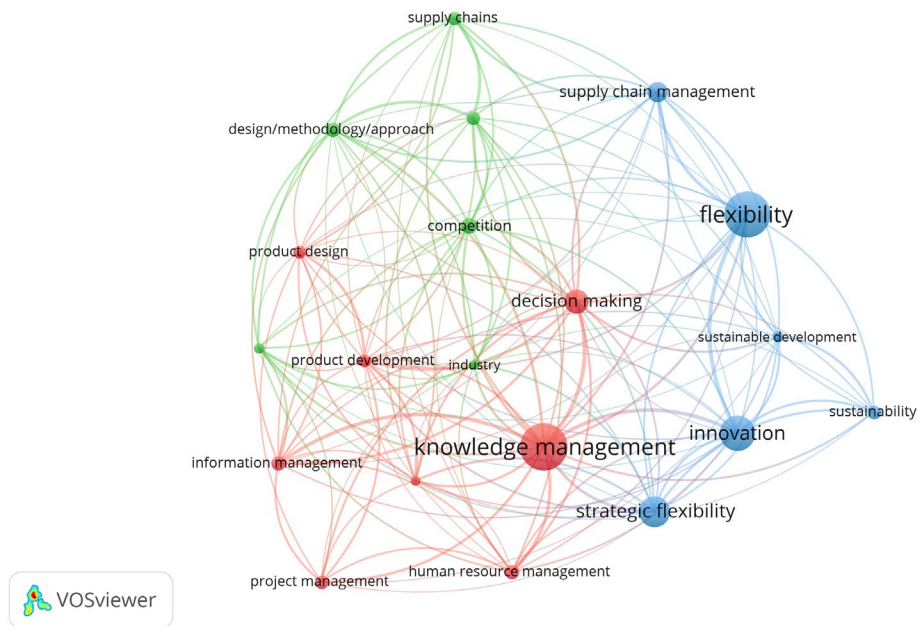 supply chains
supply chain management
design/methodology/approach
flexibility
competition
product design
decision making
sustainable development
product development
industry
sustainability
innovation
knowledge management
information management
strategic flexibility
human resource management
project management
VOSviewer